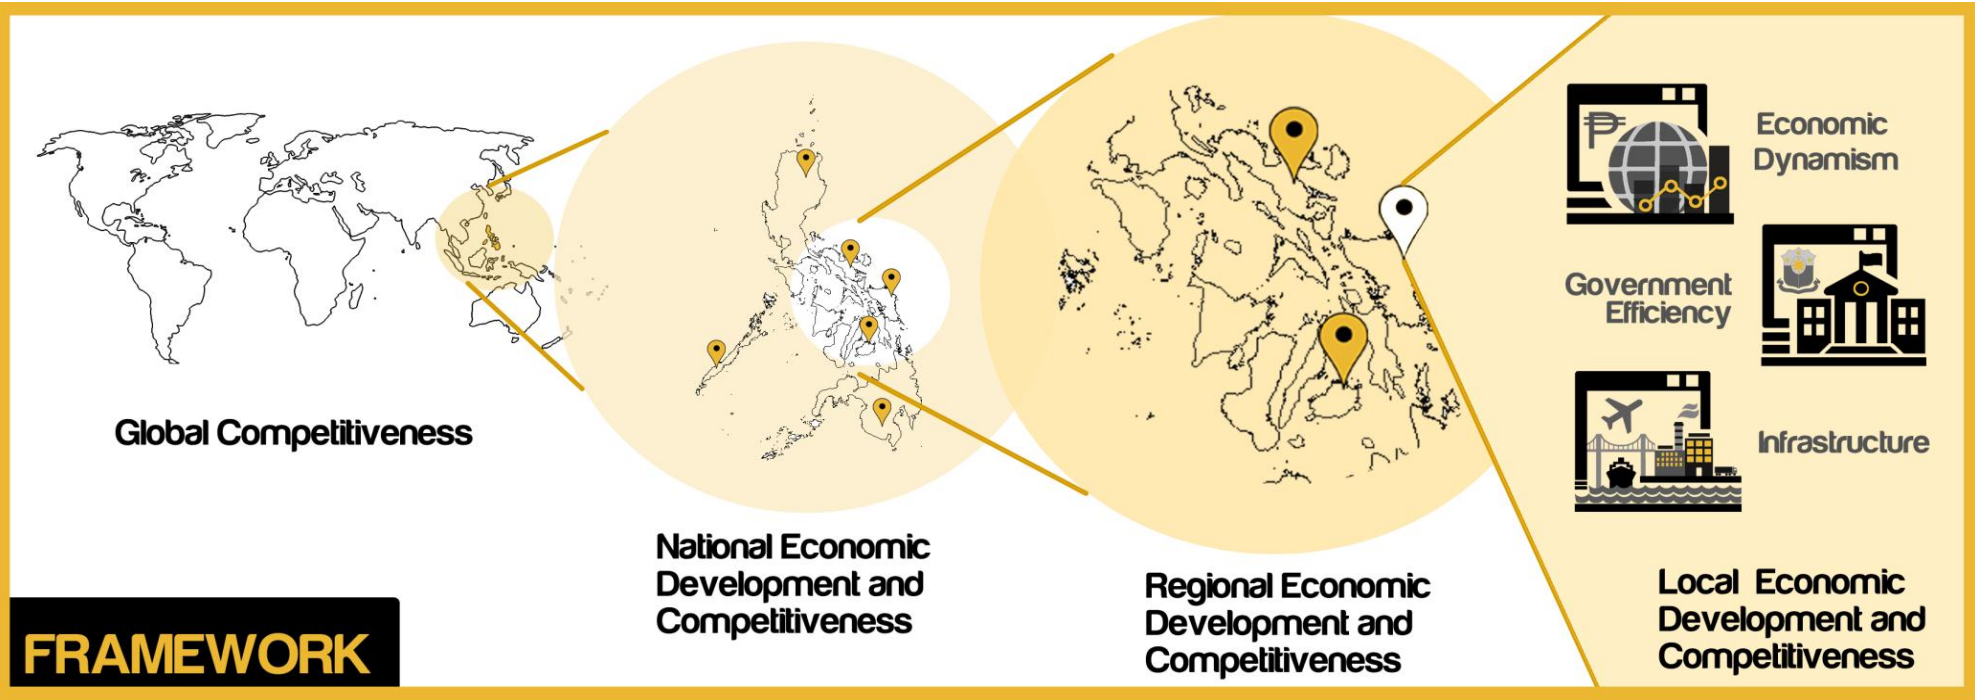 Global Competitiveness
National Economic
Development and
Competitiveness
Regional Economic
Development and
Competitiveness
₱
Economic
Dynamism
Government
Efficiency
Infrastructure
Local Economic
Development and
Competitiveness
FRAMEWORK